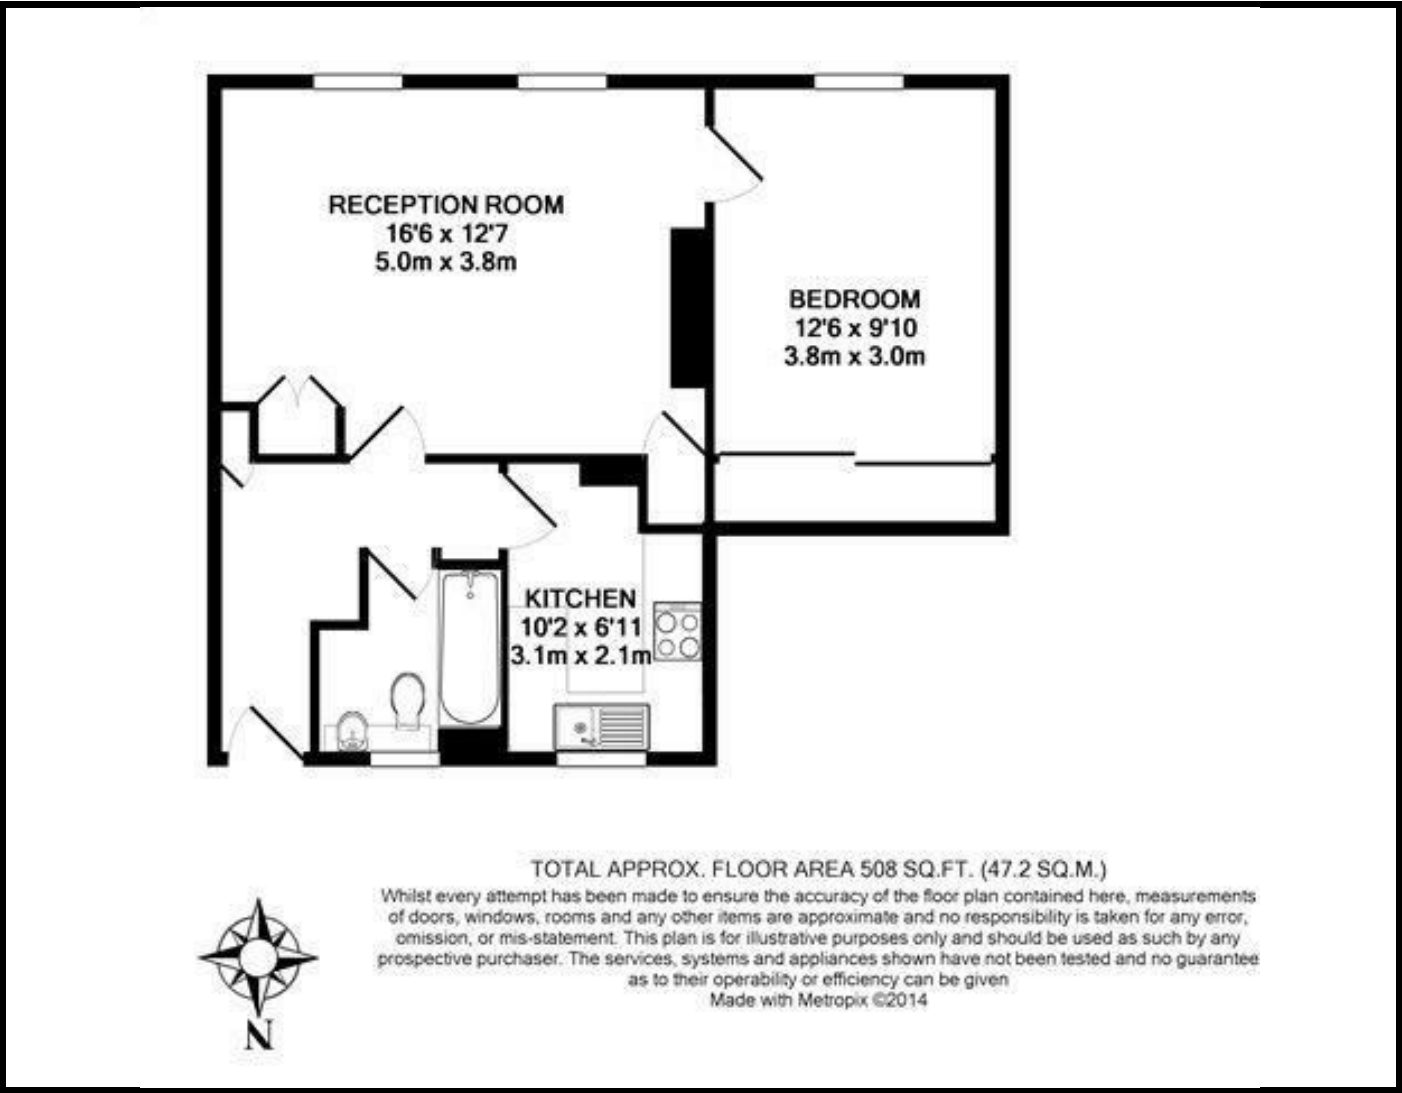 RECEPTION ROOM
16'6 x 12'7
5.0m x 3.8m
BEDROOM
12'6 x 9'10
3.8m x 3.0m
KITCHEN
10'2 x 6'11
3.1m x 2.1m
TOTAL APPROX. FLOOR AREA 508 SQ.FT. (47.2 SQ.M.)
Whilst every attempt has been made to ensure the accuracy of the floor plan contained here, measurements
of doors, windows, rooms and any other items are approximate and no responsibility is taken for any error,
omission, or mis-statement. This plan is for illustrative purposes only and should be used as such by any
prospective purchaser. The services, systems and appliances shown have not been tested and no guarantee
as to their operability or efficiency can be given
Made with Metropix ©2014
N